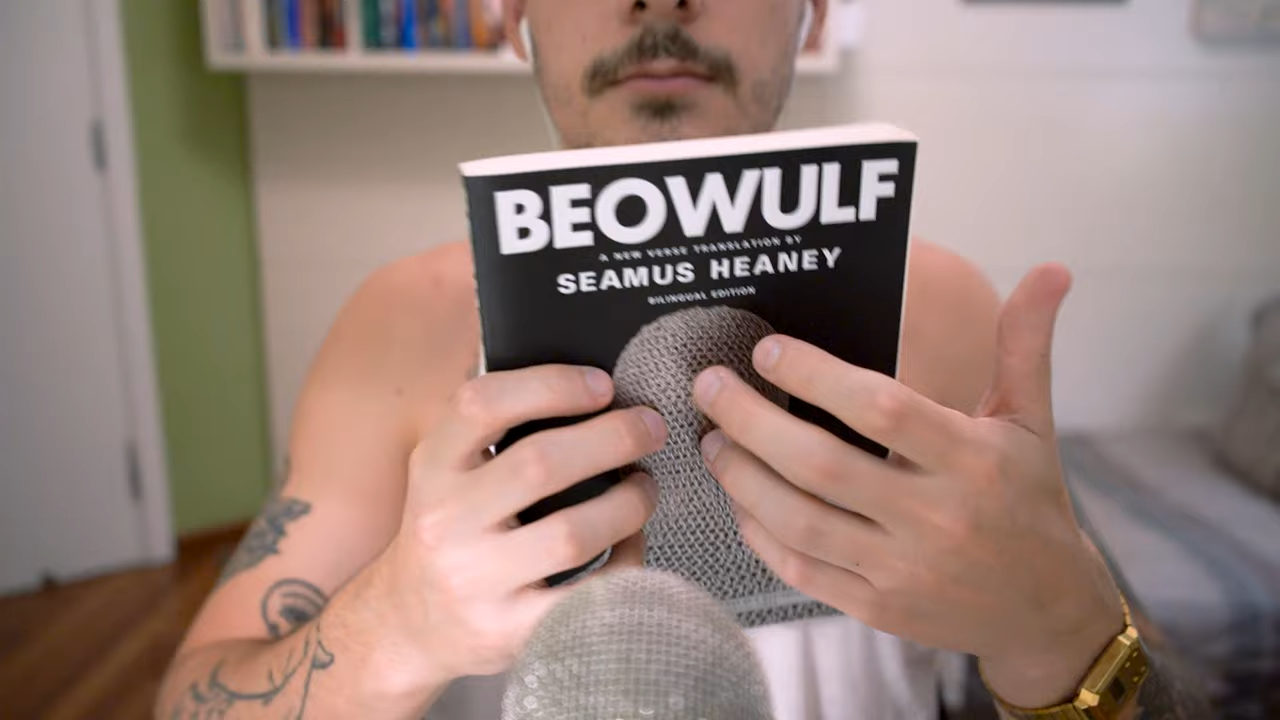 BEOWULF
A NEW VERSE TRANSLATION BY
SEAMUS HEANEY
BILINGUAL EDITION